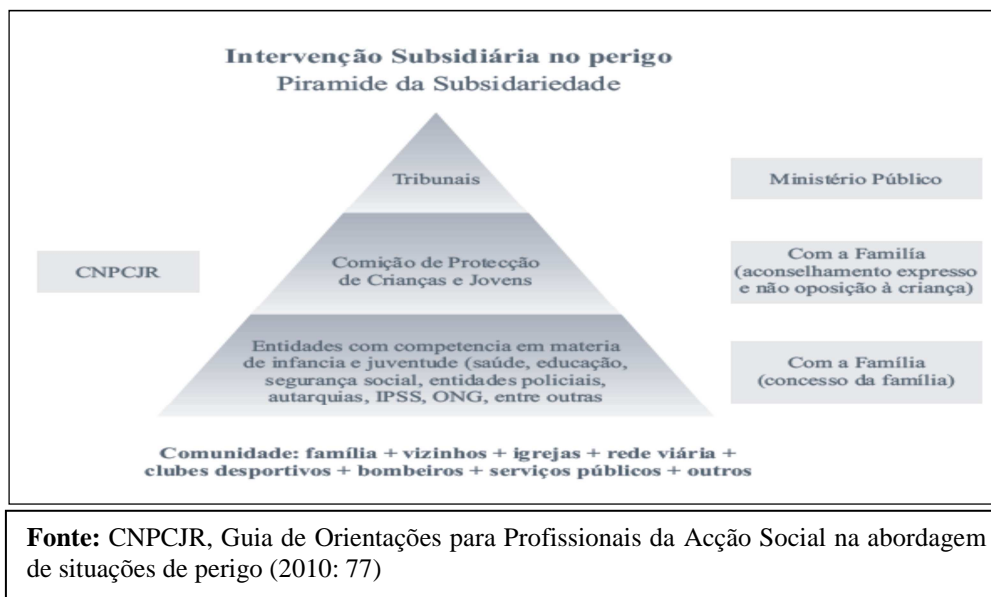 Intervenção Subsidiária no perigo
Piramide da Subsidariedade
Tribunais
Ministério Público
CNPCJR
Comição de Protecção
de Crianças e Jovens
Com a Familía
(aconselhamento expresso
e não oposição à criança)
Entidades com competencia em materia
de infancia e juventude (saúde, educação,
segurança social, entidades policiais,
autarquias, IPSS, ONG, entre outras
Com a Família
(concesso da família)
Comunidade: família + vizinhos + igrejas + rede viária +
clubes desportivos + bombeiros + serviços públicos + outros
Fonte: CNPCJR, Guia de Orientações para Profissionais da Acção Social na abordagem
de situações de perigo (2010: 77)